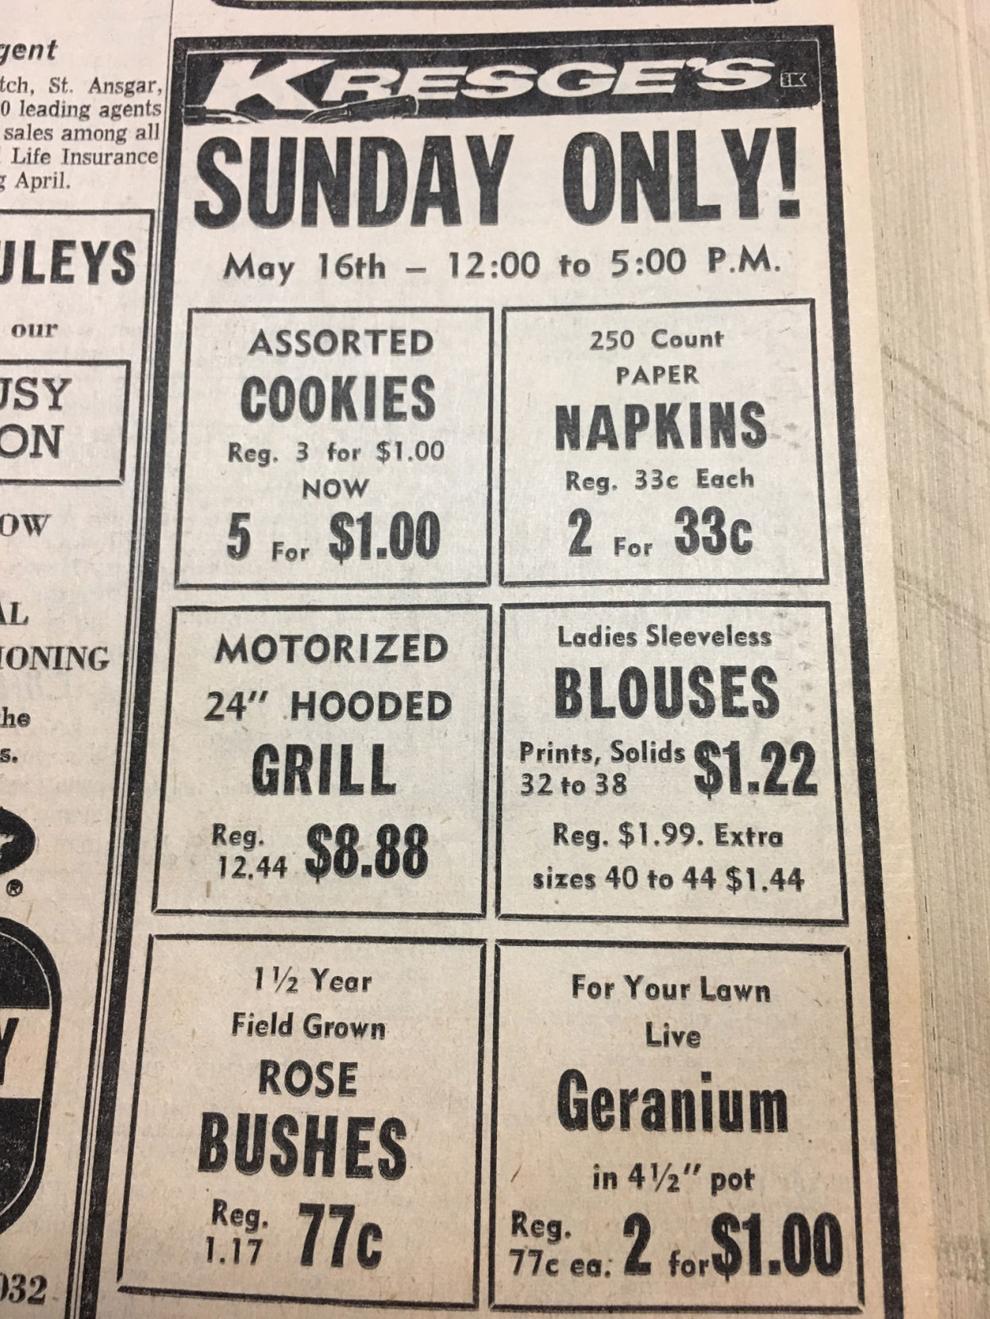 gent
tch, St. Ansgar,
0 leading agents
sales among all
Life Insurance
g April.
ULEYS
our
USY
ON
OW
AL
IONING
he
s.
®
Y
032
KRESGE'S
SUNDAY ONLY!
May 16th – 12:00 to 5:00 P.M.
ASSORTED
COOKIES
Reg. 3 for $1.00
NOW
5 For $1.00
250 Count
PAPER
NAPKINS
Reg. 33c Each
2 For 33c
MOTORIZED
24" HOODED
GRILL
Reg.
12.44 $8.88
Ladies Sleeveless
BLOUSES
Prints, Solids
32 to 38 $1.22
Reg. $1.99. Extra
sizes 40 to 44 $1.44
1½ Year
Field Grown
ROSE
BUSHES
Reg.
1.17 77c
For Your Lawn
Live
Geranium
in 4½" pot
Reg.
77c ea. 2 for $1.00